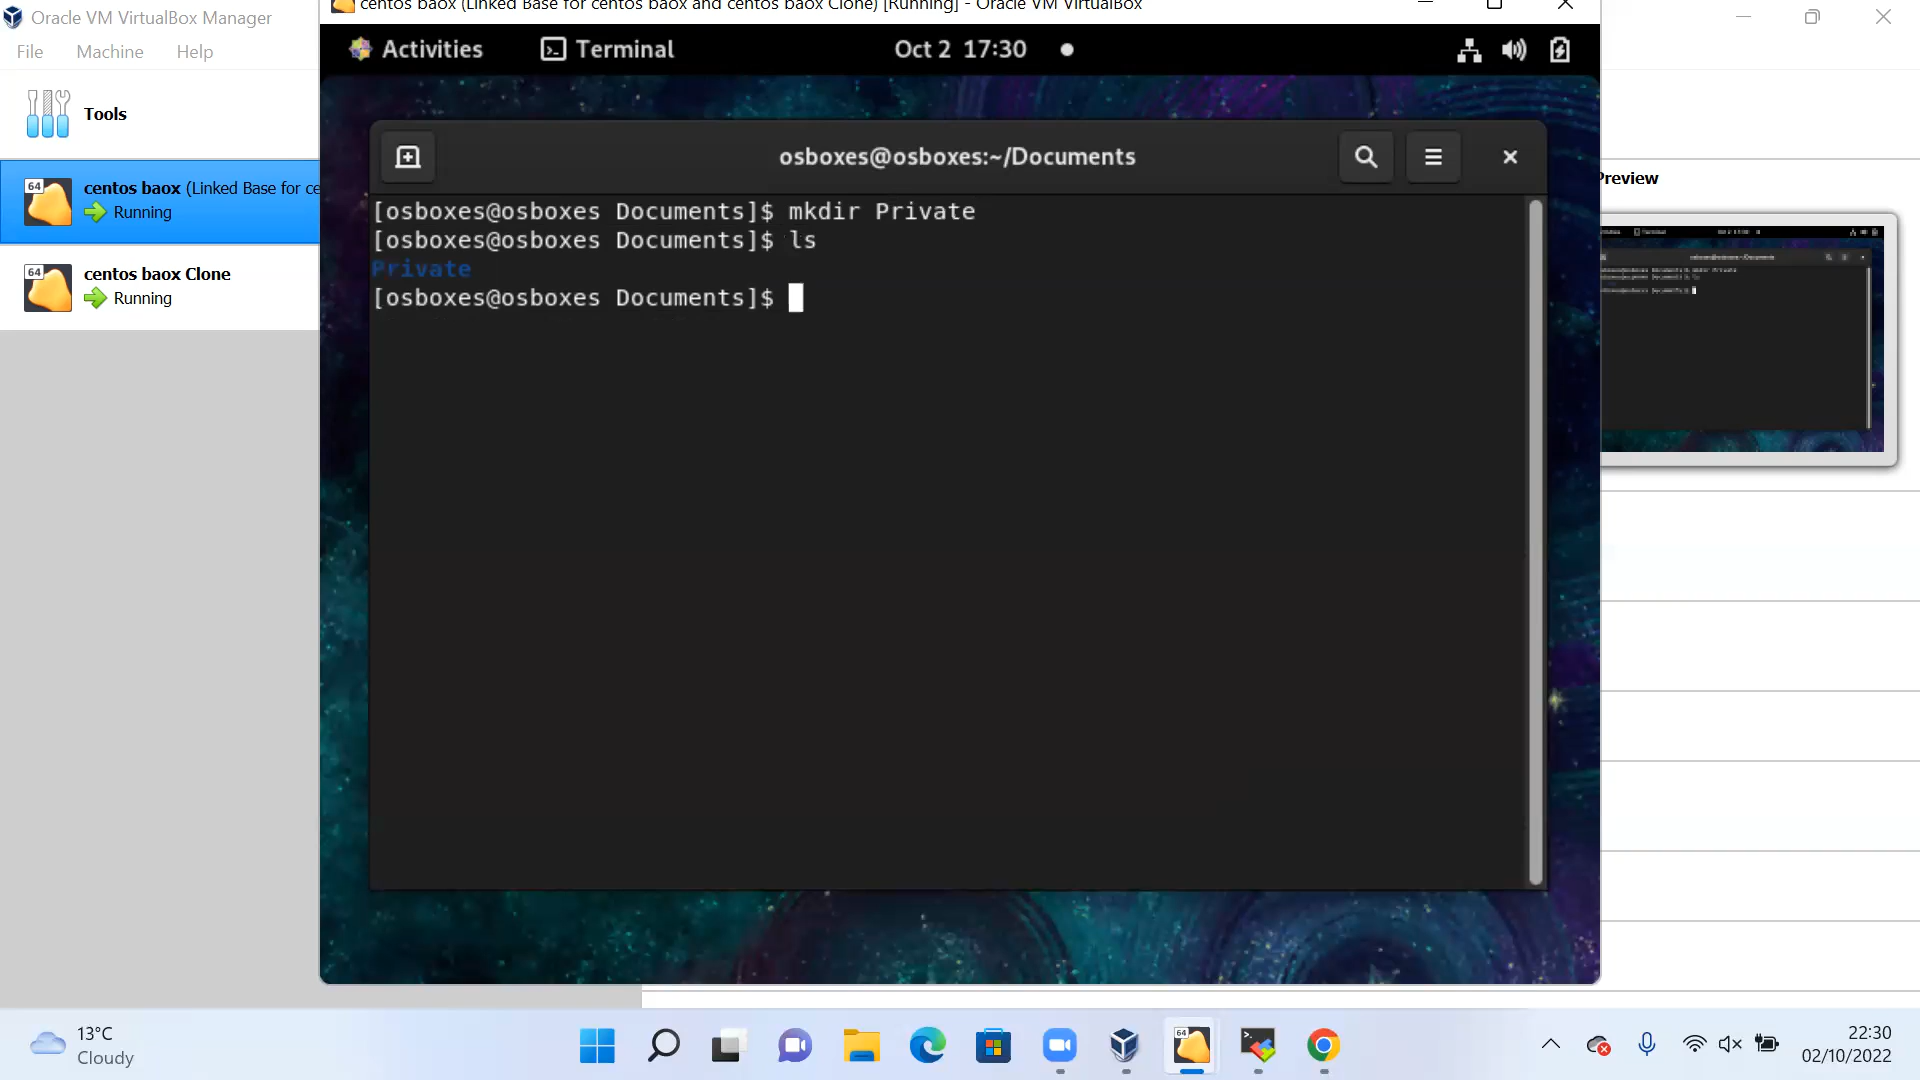 Oracle VM VirtualBox Manager
File Machine Help
Tools
64
centos baox (Linked Base for ce
Running
64
centos baox Clone
Running
centos baox (Linked Base for centos baox and centos baox Clone) [Running] - Oracle VM VirtualBox
Activities Terminal Oct 2 17:30
osboxes@osboxes:~/Documents
[osboxes@osboxes Documents]$ mkdir Private
[osboxes@osboxes Documents]$ ls
Private
[osboxes@osboxes Documents]$
Preview
13°C
Cloudy
64
22:30
02/10/2022